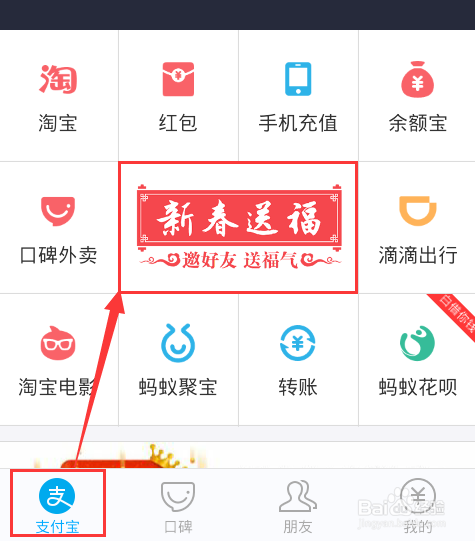 淘
淘宝
红包
手机充值
余额宝
口碑外卖
新春送福
邀好友 送福气
滴滴出行
淘宝电影
蚂蚁聚宝
转账
蚂蚁花呗
白借你钱
支
支付宝
口碑
朋友
我的
Baidu经验
jingyan.baidu.com